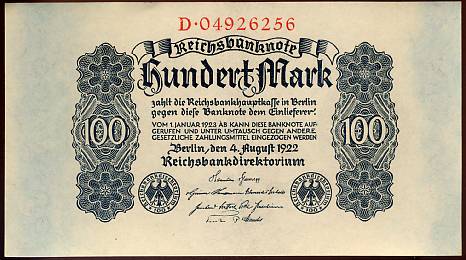 D·04926256
Reichsbanknote
Hundert Mark
zahlt die Reichsbankhauptkasse in Berlin
gegen diese Banknote dem Einlieferer.
VOM 1. JANUAR 1923 AB KANN DIESE BANKNOTE AUF-
GERUFEN UND UNTER UMTAUSCH GEGEN ANDERE
GESETZLICHE ZAHLUNGSMITTEL EINGEZOGEN WERDEN
100
100
Berlin, den 4. August 1922
Reichsbankdirektorium